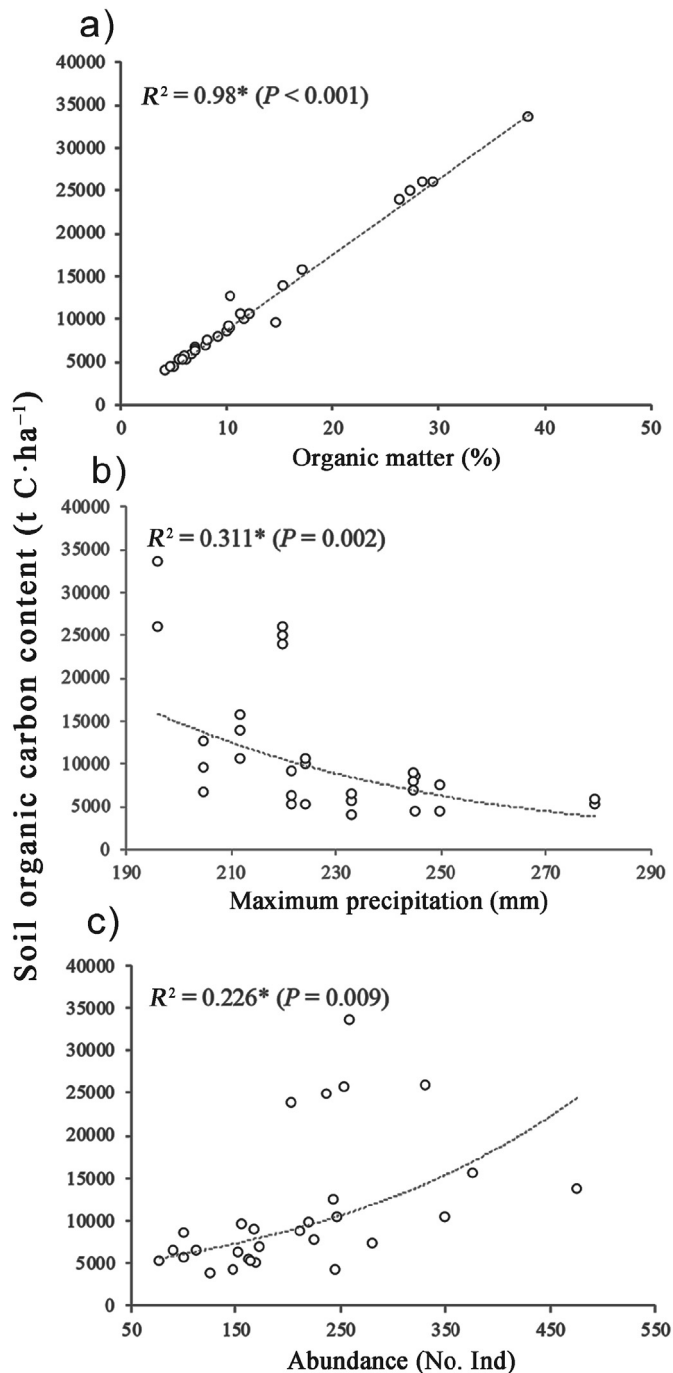 a)
40000
35000
30000
25000
20000
15000
10000
5000
0
R² = 0.98* (P < 0.001)
0 10 20 30 40 50
Organic matter (%)
b)
40000
35000
30000
25000
20000
15000
10000
5000
0
R² = 0.311* (P = 0.002)
190 210 230 250 270 290
Maximum precipitation (mm)
c)
40000
35000
30000
25000
20000
15000
10000
5000
0
R² = 0.226* (P = 0.009)
50 150 250 350 450 550
Abundance (No. Ind)
Soil organic carbon content (t C·ha⁻¹)